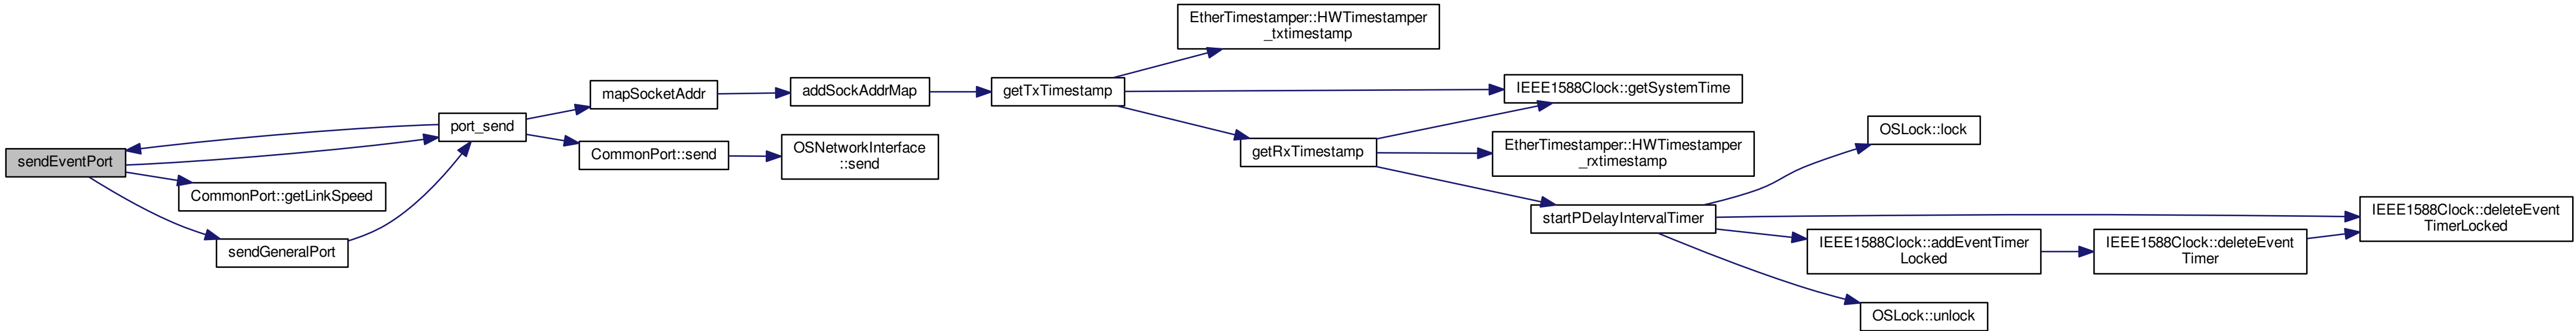 sendEventPort
port_send
CommonPort::getLinkSpeed
sendGeneralPort
mapSocketAddr
CommonPort::send
addSockAddrMap
OSNetworkInterface
::send
getTxTimestamp
EtherTimestamper::HWTimestamper
_txtimestamp
IEEE1588Clock::getSystemTime
getRxTimestamp
EtherTimestamper::HWTimestamper
_rxtimestamp
startPDelayIntervalTimer
OSLock::lock
IEEE1588Clock::addEventTimer
Locked
OSLock::unlock
IEEE1588Clock::deleteEvent
Timer
IEEE1588Clock::deleteEvent
TimerLocked